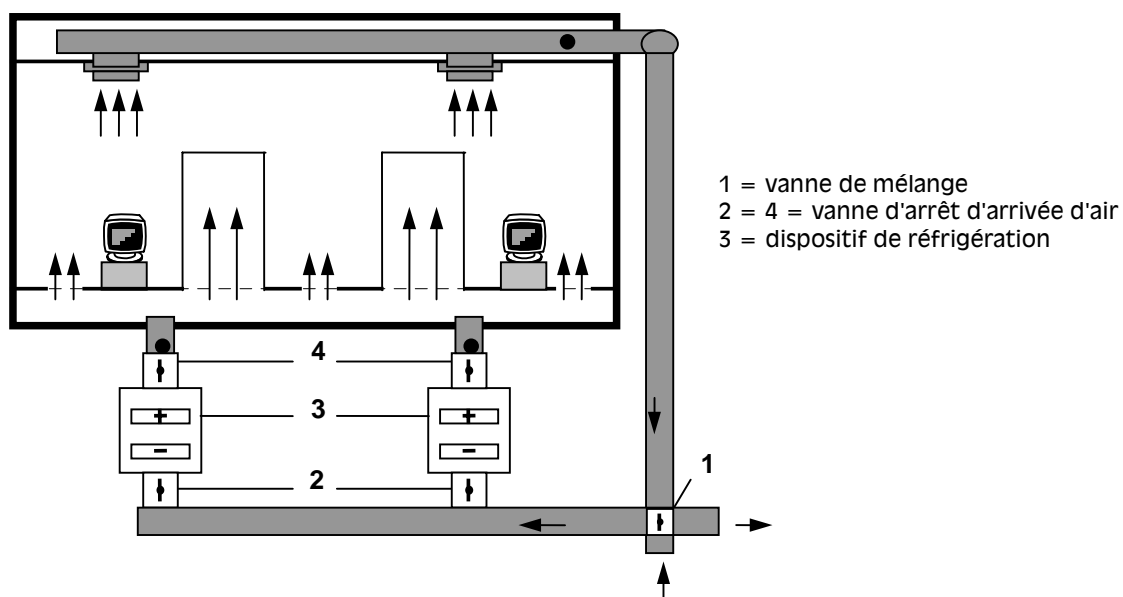 1 = vanne de mélange
2 = 4 = vanne d'arrêt d'arrivée d'air
3 = dispositif de réfrigération
4
3
2
1